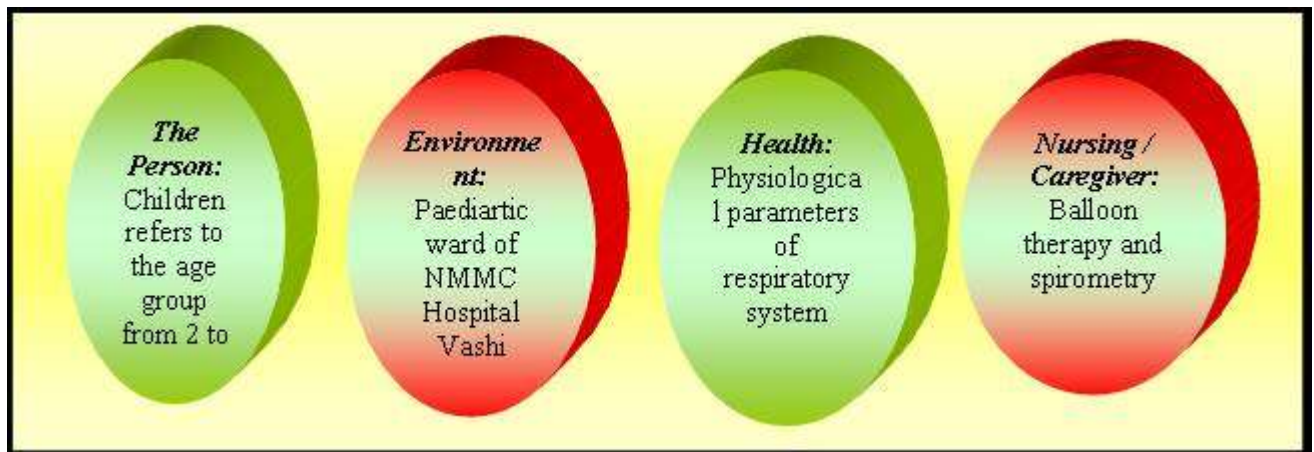 The
Person:
Children
refers to
the age
group
from 2 to
Environme
nt:
Paediartic
ward of
NMMC
Hospital
Vashi
Health:
Physiologica
l parameters
of
respiratory
system
Nursing /
Caregiver:
Balloon
therapy and
spirometry